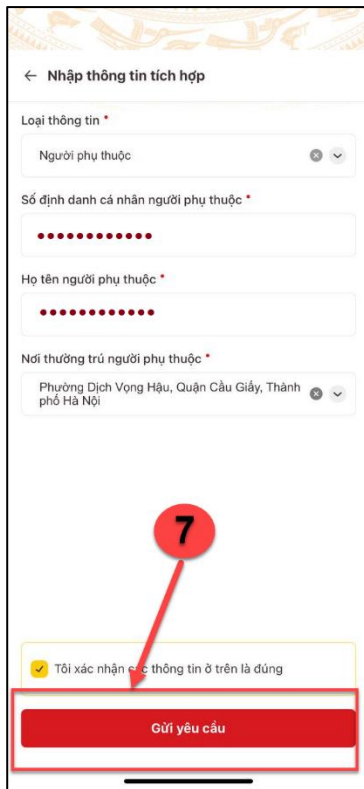 Nhập thông tin tích hợp
Loại thông tin *
Người phụ thuộc
Số định danh cá nhân người phụ thuộc *
Họ tên người phụ thuộc *
Nơi thường trú người phụ thuộc *
Phường Dịch Vọng Hậu, Quận Cầu Giấy, Thành
phố Hà Nội
7
Tôi xác nhận các thông tin ở trên là đúng
Gửi yêu cầu